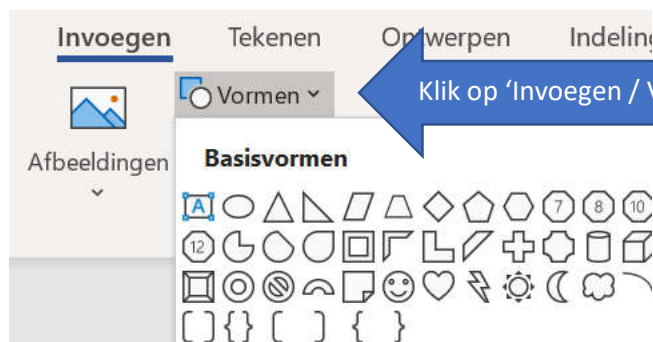 Invoegen Tekenen Ontwerpen Indeling
Vormen
Klik op ‘Invoegen /
Afbeeldingen
Basisvormen
A 7 8 10
12